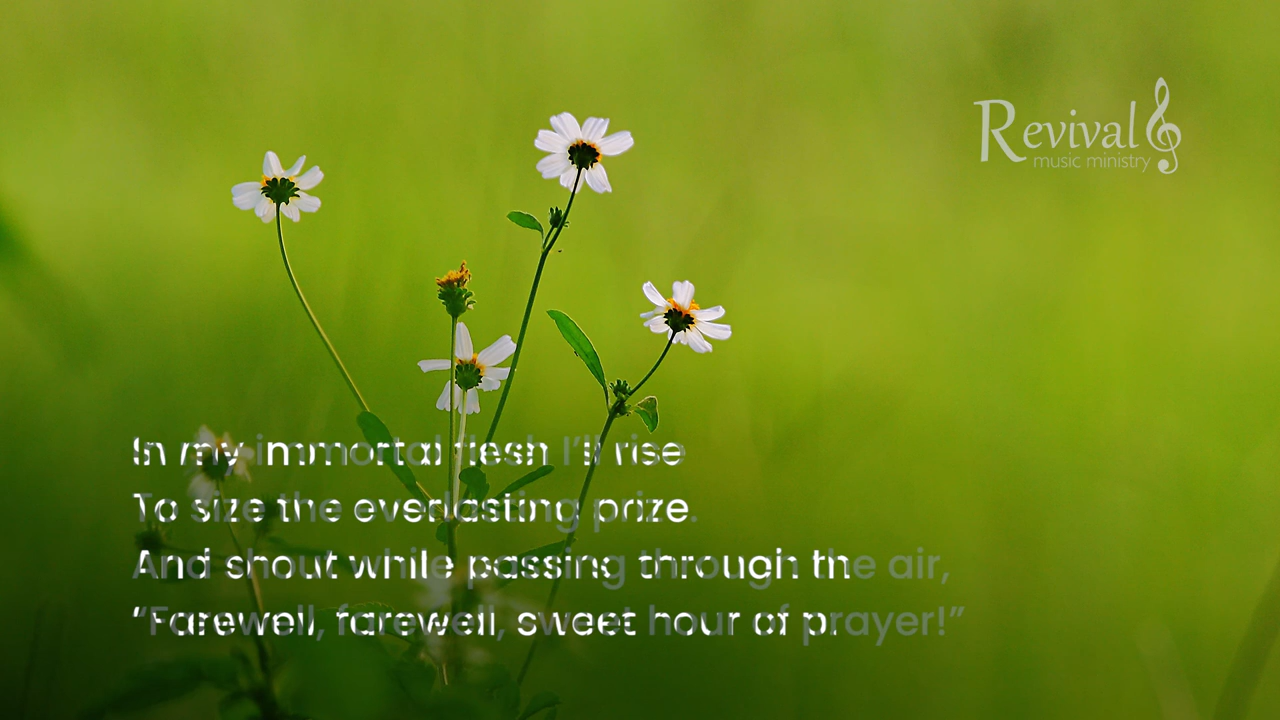 Revival
music ministry
In my immortal flesh I'll rise
To size the everlasting prize.
And shout while passing through the air,
“Farewell, farewell, sweet hour of prayer!”